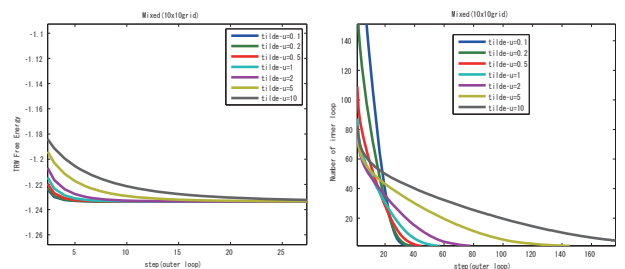 Mixed(10x10grid)
-1.1
-1.12
-1.14
-1.16
-1.18
-1.2
-1.22
-1.24
-1.26
TRW Free Energy
5
10
15
20
25
step(outer loop)
tilde-u=0.1
tilde-u=0.2
tilde-u=0.5
tilde-u=1
tilde-u=2
tilde-u=5
tilde-u=10
Mixed(10x10grid)
140
120
100
80
60
40
20
Number of inner loop
20
40
60
80
100
120
140
160
step(outer loop)
tilde-u=0.1
tilde-u=0.2
tilde-u=0.5
tilde-u=1
tilde-u=2
tilde-u=5
tilde-u=10